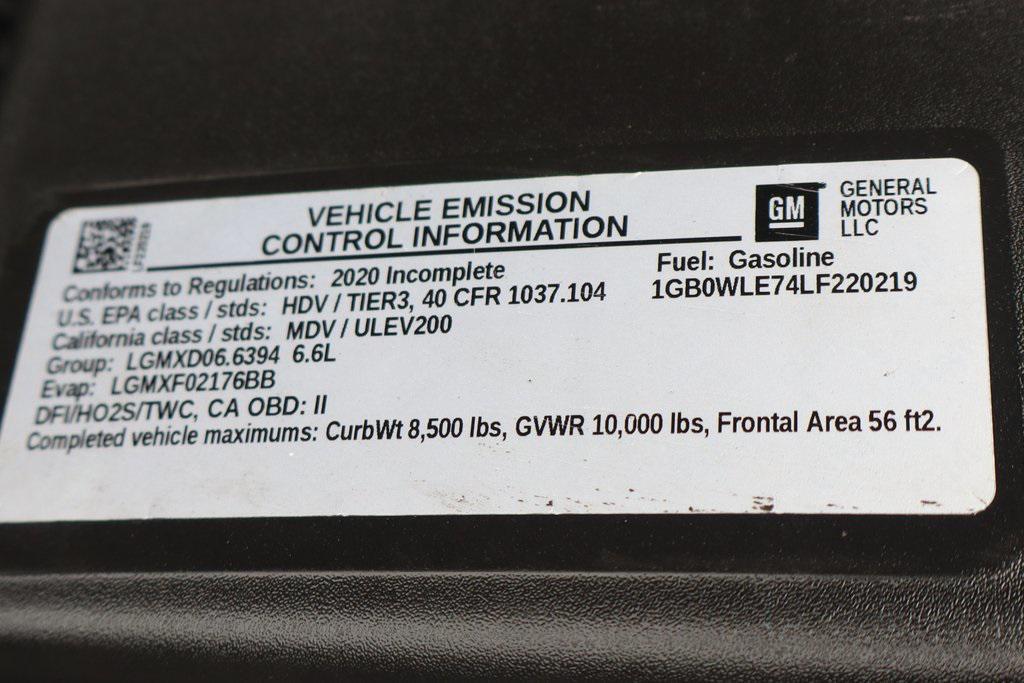 VEHICLE EMISSION
CONTROL INFORMATION
GM
GENERAL
MOTORS
LLC
LF220219
Conforms to Regulations: 2020 Incomplete
Fuel: Gasoline
U.S. EPA class / stds: HDV / TIER3, 40 CFR 1037.104
1GB0WLE74LF220219
California class / stds: MDV / ULEV200
Group: LGMXD06.6394 6.6L
Evap: LGMXF02176BB
DFI/HO2S/TWC, CA OBD: II
Completed vehicle maximums: CurbWt 8,500 lbs, GVWR 10,000 lbs, Frontal Area 56 ft2.